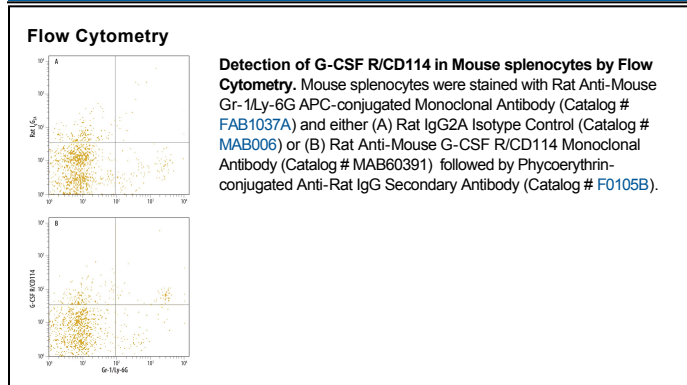 Flow Cytometry
Detection of G-CSF R/CD114 in Mouse splenocytes by Flow
Cytometry. Mouse splenocytes were stained with Rat Anti-Mouse
Gr-1/Ly-6G APC-conjugated Monoclonal Antibody (Catalog #
FAB1037A) and either (A) Rat IgG2A Isotype Control (Catalog #
MAB006) or (B) Rat Anti-Mouse G-CSF R/CD114 Monoclonal
Antibody (Catalog # MAB60391) followed by Phycoerythrin-
conjugated Anti-Rat IgG Secondary Antibody (Catalog # F0105B).
A
B
G-CSF R/CD114
Gr-1/Ly-6G